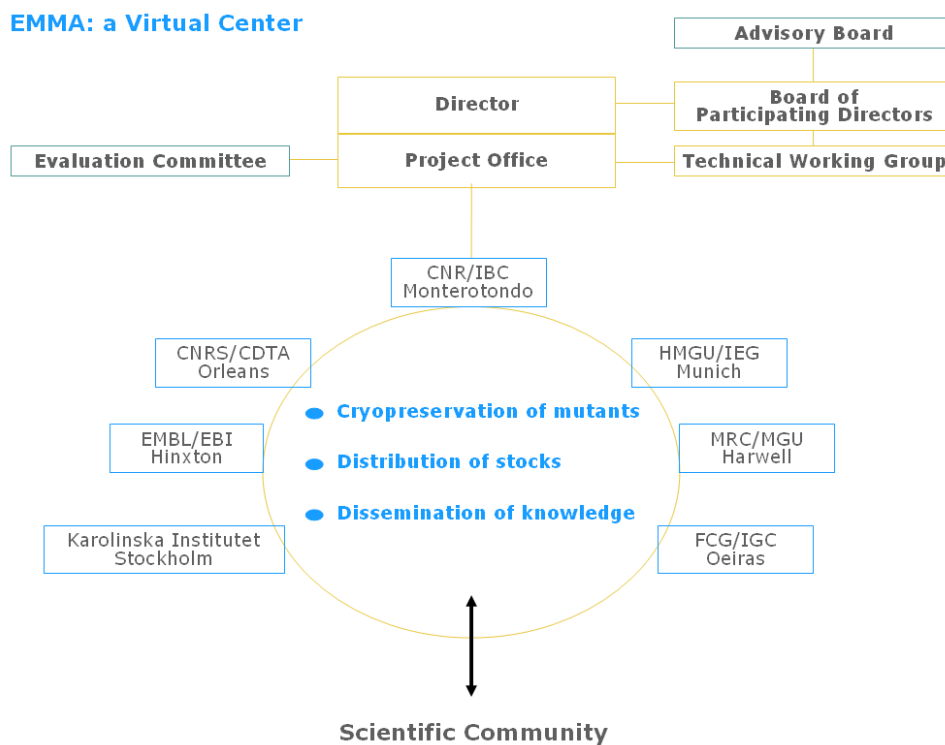 EMMA: a Virtual Center
Advisory Board
Director
Board of
Participating Directors
Evaluation Committee
Project Office
Technical Working Group
CNR/IBC
Monterotondo
CNRS/CDTA
Orleans
HMGU/IEG
Munich
Cryopreservation of mutants
EMBL/EBI
Hinxton
Distribution of stocks
MRC/MGU
Harwell
Dissemination of knowledge
Karolinska Institutet
Stockholm
FCG/IGC
Oeiras
Scientific Community